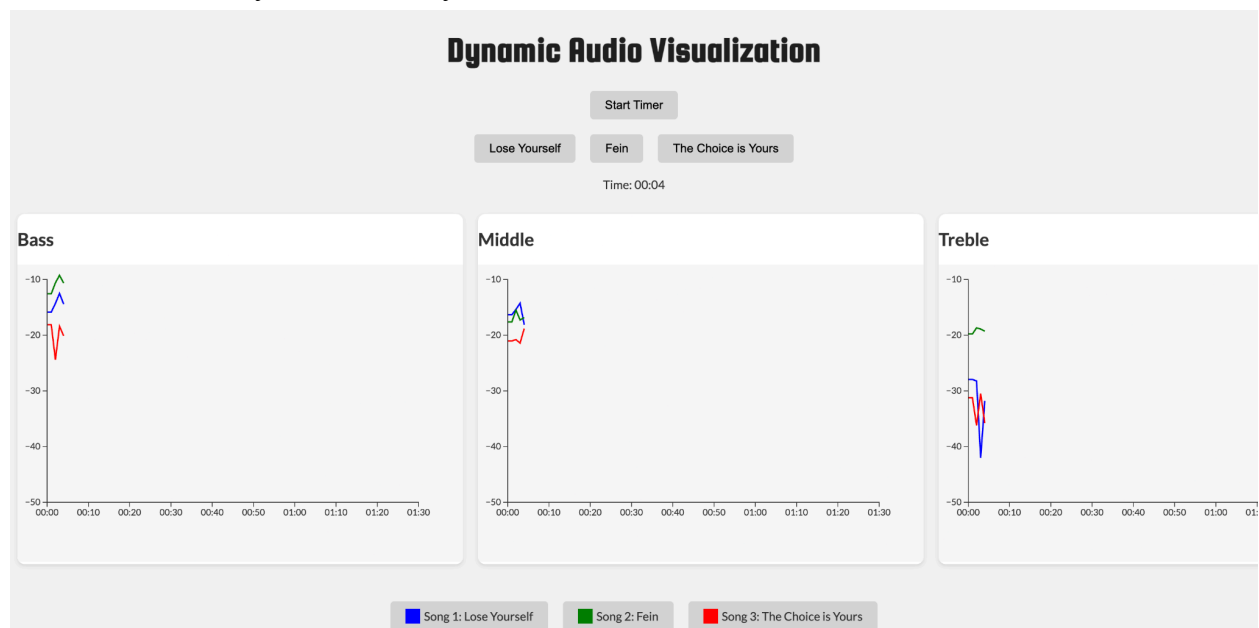 Dynamic Audio Visualization
Start Timer
Lose Yourself Fein The Choice is Yours
Time: 00:04
Bass
−10
−20
−30
−40
−50
00:00 00:10 00:20 00:30 00:40 00:50 01:00 01:10 01:20 01:30
Middle
−10
−20
−30
−40
−50
00:00 00:10 00:20 00:30 00:40 00:50 01:00 01:10 01:20 01:30
Treble
−10
−20
−30
−40
−50
00:00 00:10 00:20 00:30 00:40 00:50 01:00
Song 1: Lose Yourself Song 2: Fein Song 3: The Choice is Yours